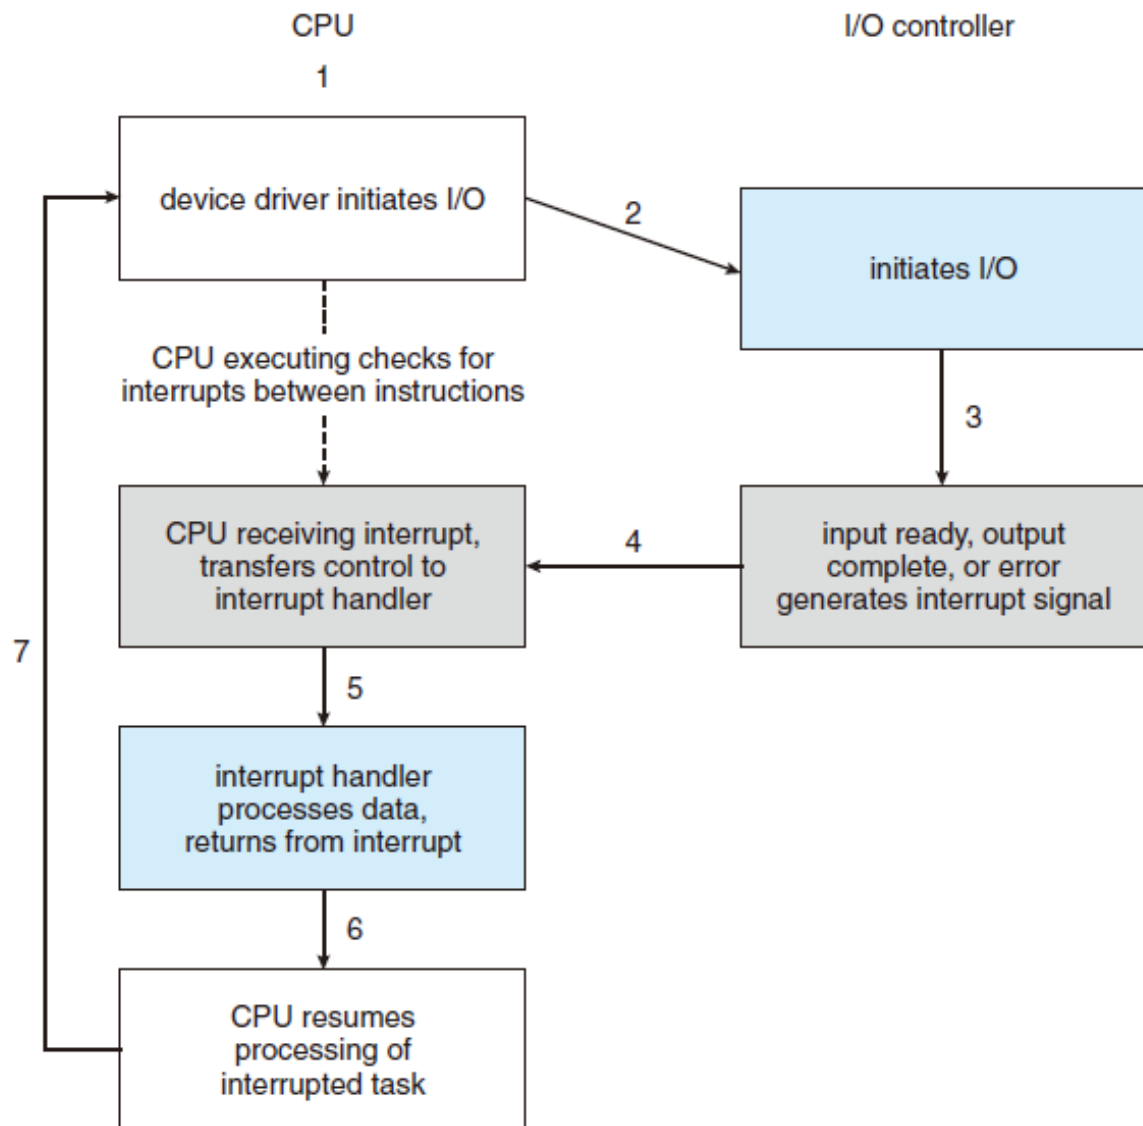 CPU
I/O controller
1
device driver initiates I/O
2
initiates I/O
CPU executing checks for
interrupts between instructions
3
CPU receiving interrupt,
transfers control to
interrupt handler
4
input ready, output
complete, or error
generates interrupt signal
7
5
interrupt handler
processes data,
returns from interrupt
6
CPU resumes
processing of
interrupted task